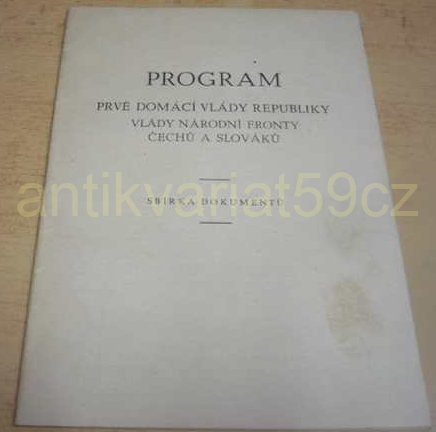 PROGRAM
PRVÉ DOMÁCÍ VLÁDY REPUBLIKY
VLÁDY NÁRODNÍ FRONTY
ČECHŮ A SLOVÁKŮ
antikvariat59cz
SBÍRKA DOKUMENTŮ